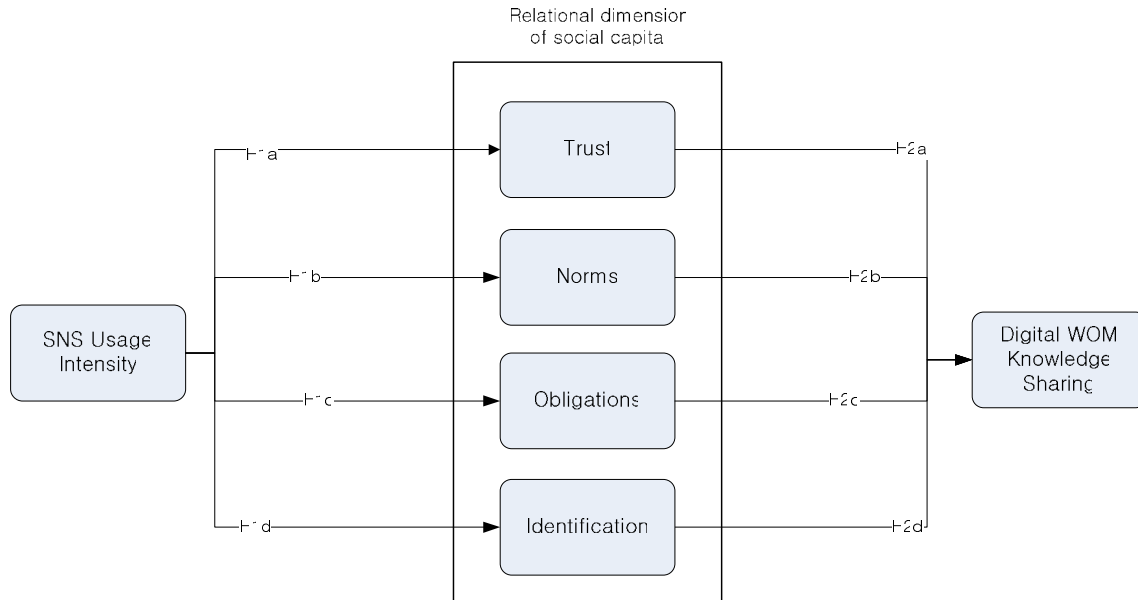 Relational dimension
of social capita
H1a
Trust
H2a
H1b
Norms
H2b
SNS Usage
Intensity
Digital WOM
Knowledge
Sharing
H1c
Obligations
H2c
H1d
Identification
H2d